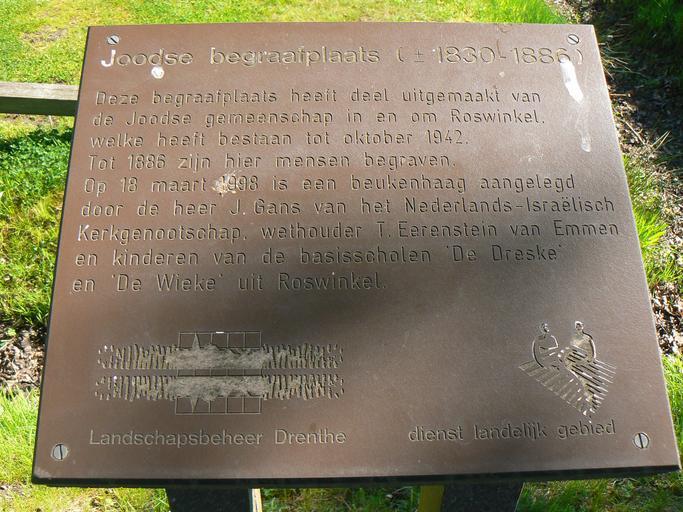 Joodse begraafplaats ( ± 1830-1886 )
Deze begraafplaats heeft deel uitgemaakt van
de Joodse gemeenschap in en om Roswinkel,
welke heeft bestaan tot oktober 1942.
Tot 1886 zijn hier mensen begraven.
Op 18 maart 1998 is een beukenhaag aangelegd
door de heer J. Gans van het Nederlands-Israëlisch
Kerkgenootschap, wethouder T. Eerenstein van Emmen
en kinderen van de basisscholen 'De Dreske'
en 'De Wieke' uit Roswinkel.
Landschapsbeheer Drenthe
dienst landelijk gebied